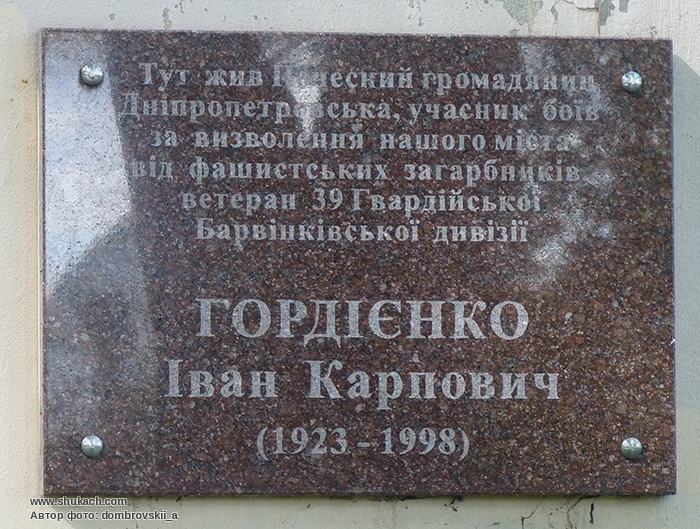 Тут жив Почесний громадянин
Дніпропетровська, учасник боїв
за визволення нашого міста
від фашистських загарбників,
ветеран 39 Гвардійської
Барвінківської дивізії
ГОРДІЄНКО
Іван Карпович
(1923 - 1998)
www.shukach.com
Автор фото: dombrovskii_a